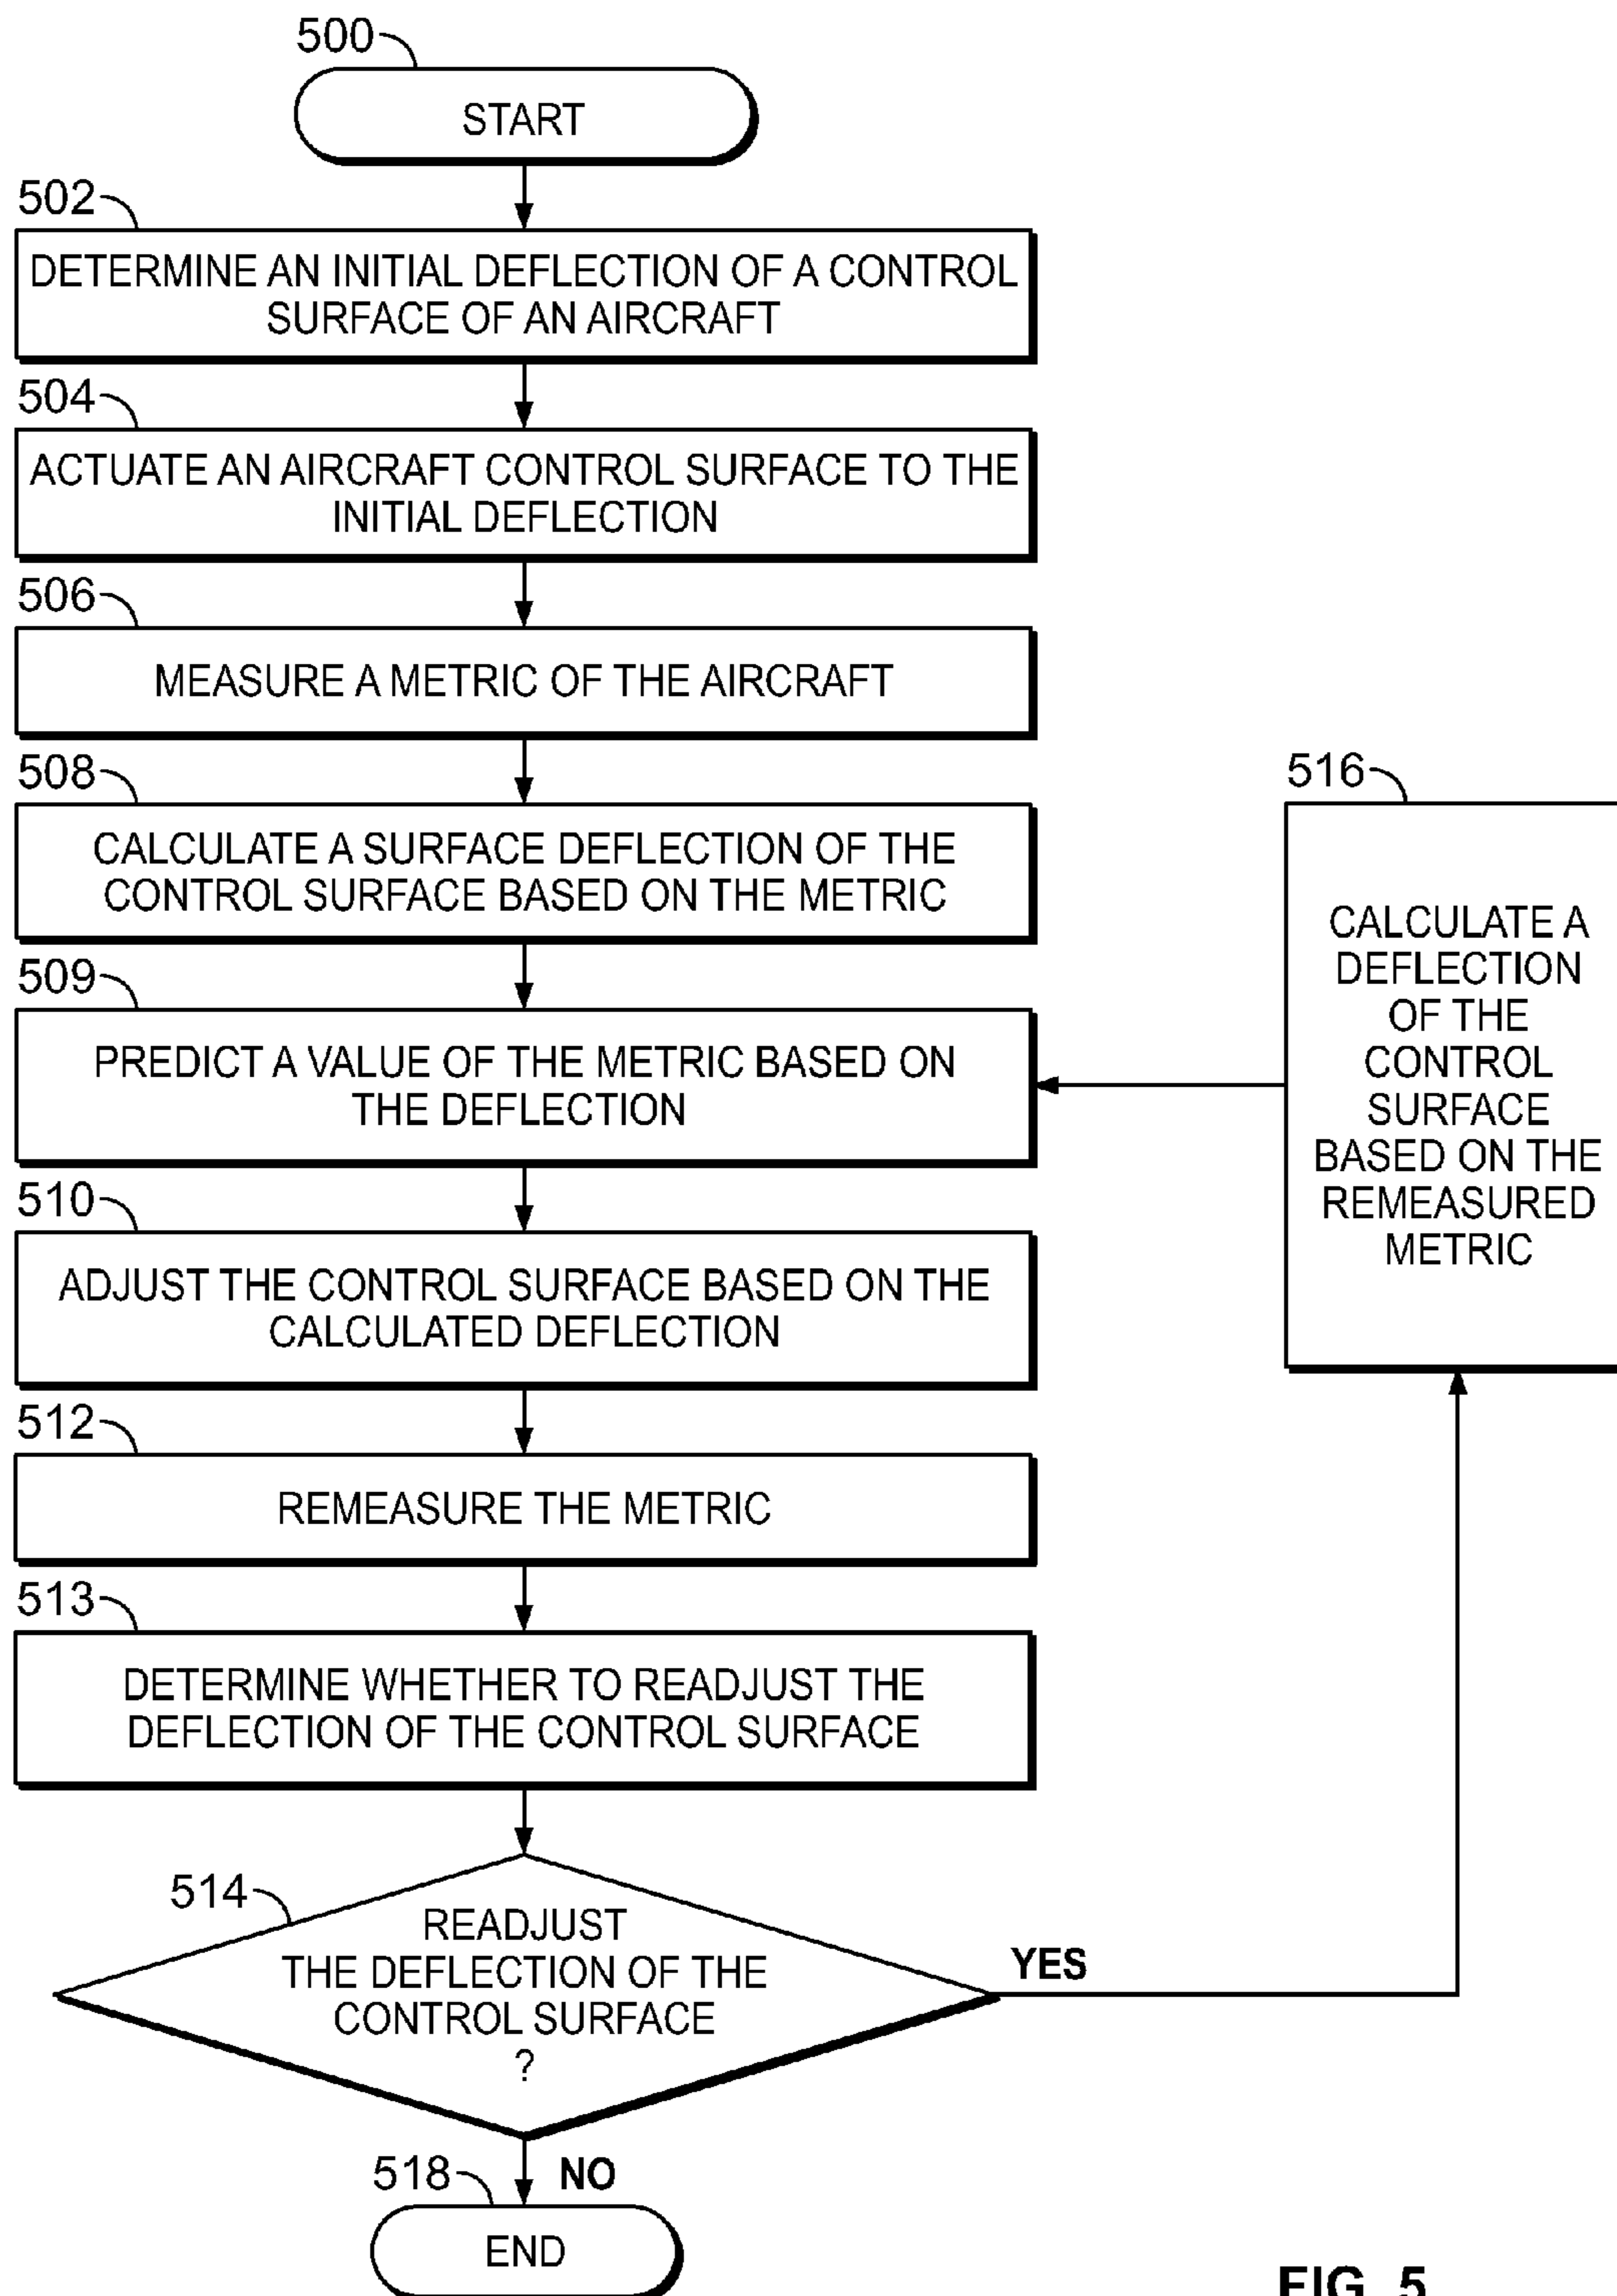 500
START
502
DETERMINE AN INITIAL DEFLECTION OF A CONTROL
SURFACE OF AN AIRCRAFT
504
ACTUATE AN AIRCRAFT CONTROL SURFACE TO THE
INITIAL DEFLECTION
506
MEASURE A METRIC OF THE AIRCRAFT
508
CALCULATE A SURFACE DEFLECTION OF THE
CONTROL SURFACE BASED ON THE METRIC
509
PREDICT A VALUE OF THE METRIC BASED ON
THE DEFLECTION
510
ADJUST THE CONTROL SURFACE BASED ON THE
CALCULATED DEFLECTION
512
REMEASURE THE METRIC
513
DETERMINE WHETHER TO READJUST THE
DEFLECTION OF THE CONTROL SURFACE
514
READJUST
THE DEFLECTION OF THE
CONTROL SURFACE
?
YES
516
CALCULATE A
DEFLECTION
OF THE
CONTROL
SURFACE
BASED ON THE
REMEASURED
METRIC
NO
518
END
FIG. 5